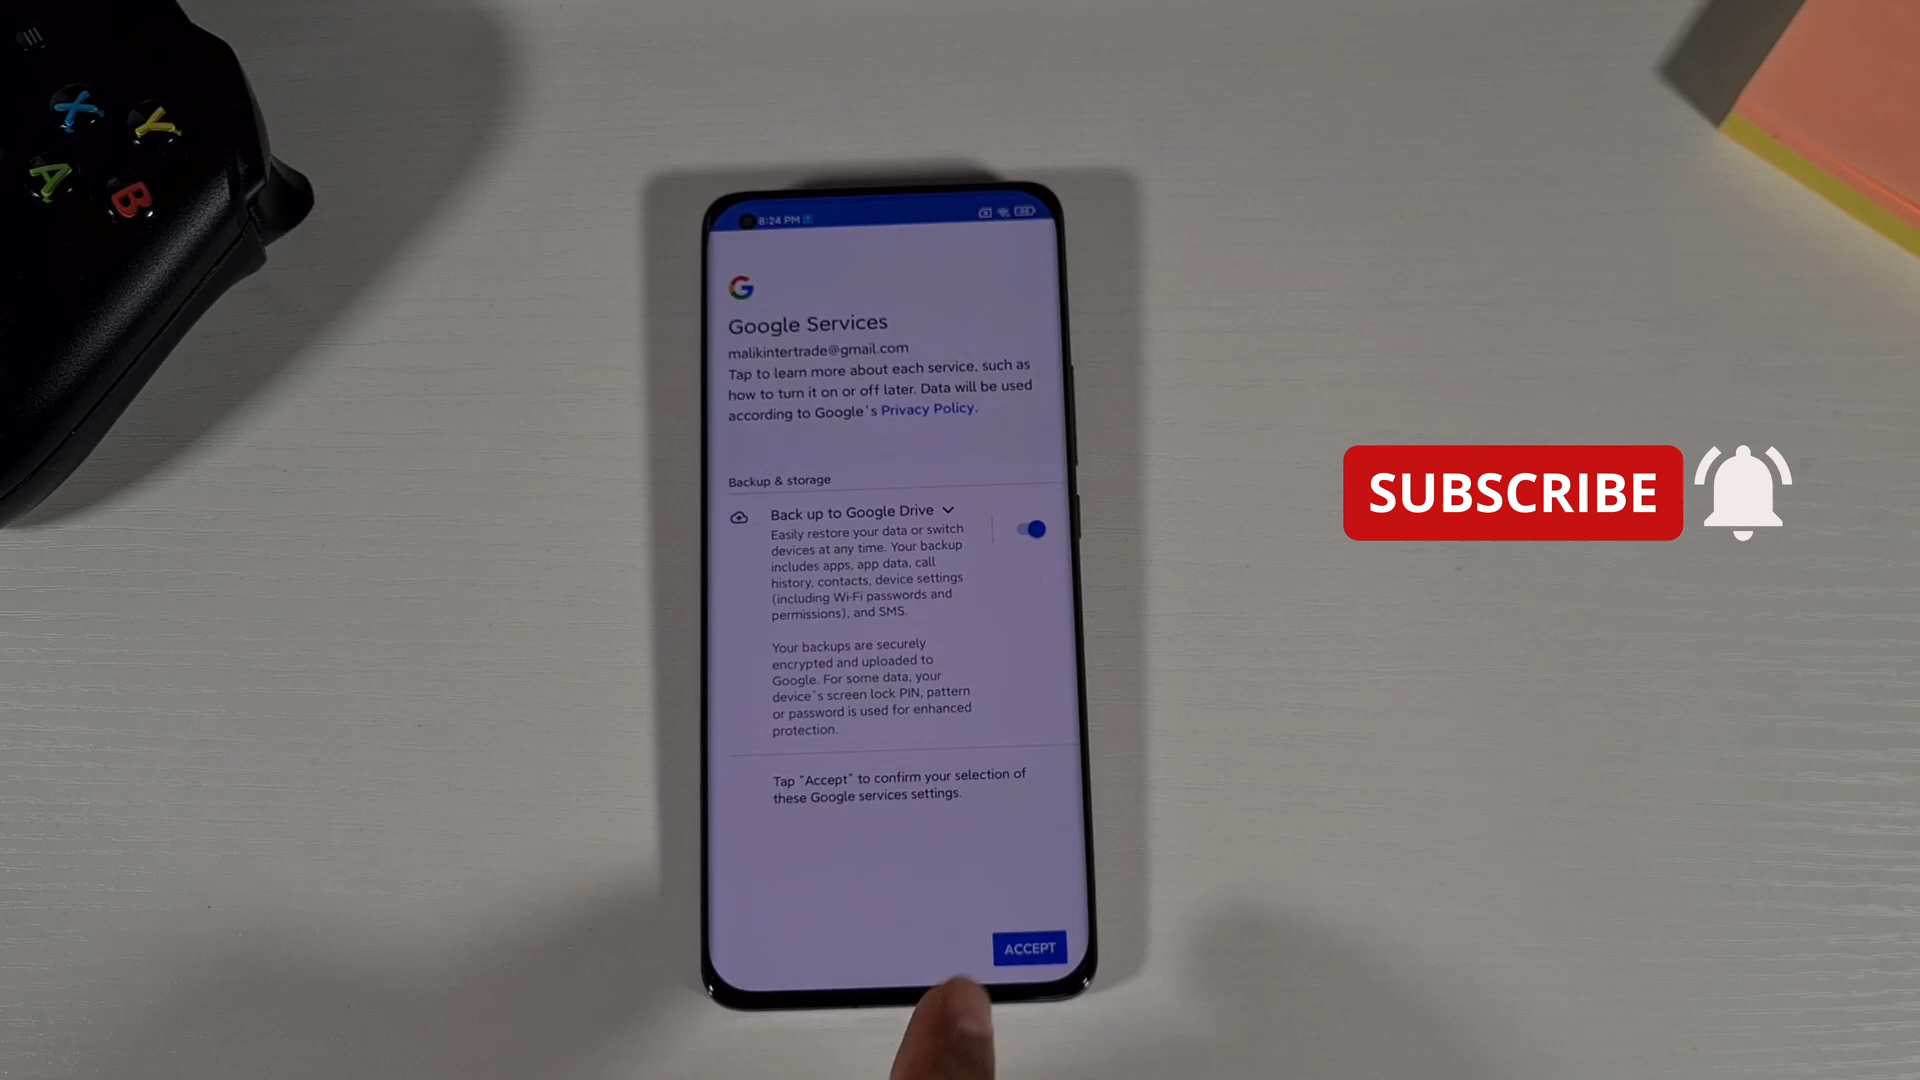 X
Y
A
B
8:24 PM
G
Google Services
malikintertrade@gmail.com
Tap to learn more about each service, such as
how to turn it on or off later. Data will be used
according to Google's Privacy Policy.
Backup & storage
Back up to Google Drive
Easily restore your data or switch
devices at any time. Your backup
includes apps, app data, call
history, contacts, device settings
(including Wi-Fi passwords and
permissions), and SMS.
Your backups are securely
encrypted and uploaded to
Google. For some data, your
device's screen lock PIN, pattern
or password is used for enhanced
protection.
Tap "Accept" to confirm your selection of
these Google services settings.
ACCEPT
SUBSCRIBE